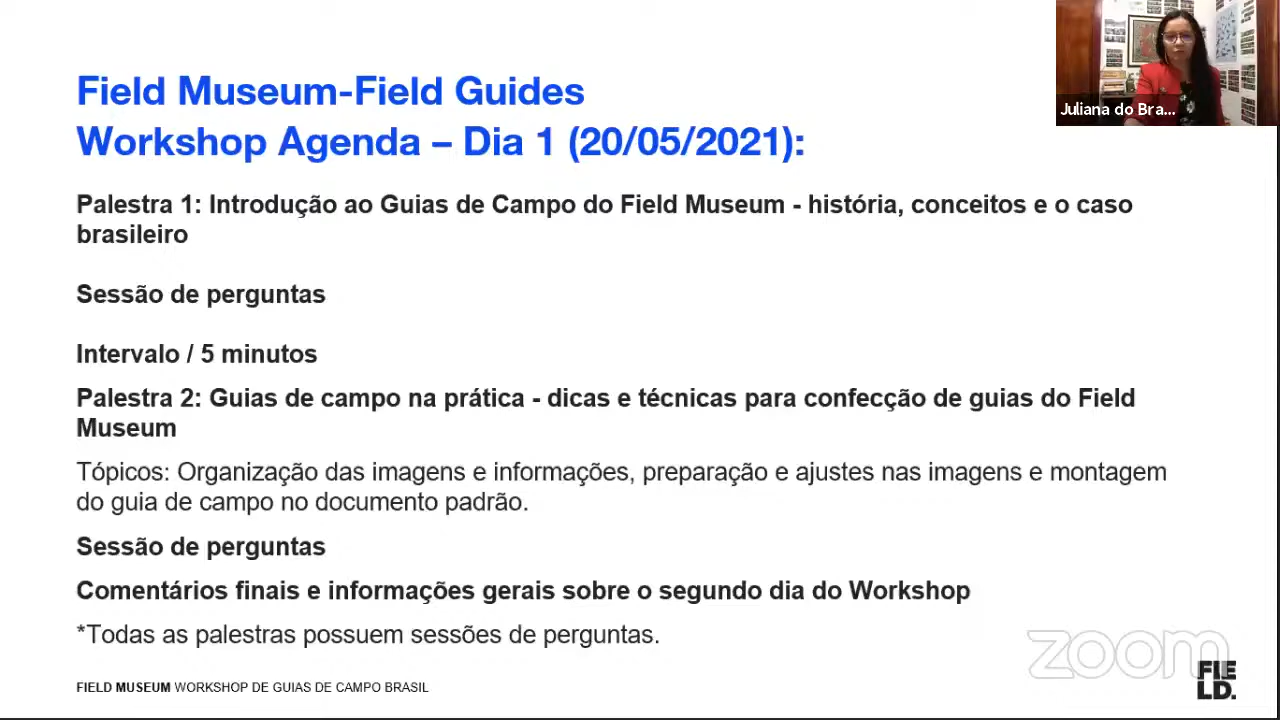 Field Museum-Field Guides
Workshop Agenda – Dia 1 (20/05/2021):
Juliana do Bra...
Palestra 1: Introdução ao Guias de Campo do Field Museum - história, conceitos e o caso
brasileiro
Sessão de perguntas
Intervalo / 5 minutos
Palestra 2: Guias de campo na prática - dicas e técnicas para confecção de guias do Field
Museum
Tópicos: Organização das imagens e informações, preparação e ajustes nas imagens e montagem
do guia de campo no documento padrão.
Sessão de perguntas
Comentários finais e informações gerais sobre o segundo dia do Workshop
*Todas as palestras possuem sessões de perguntas.
zoom
FIELD MUSEUM WORKSHOP DE GUIAS DE CAMPO BRASIL
FIE
LD.